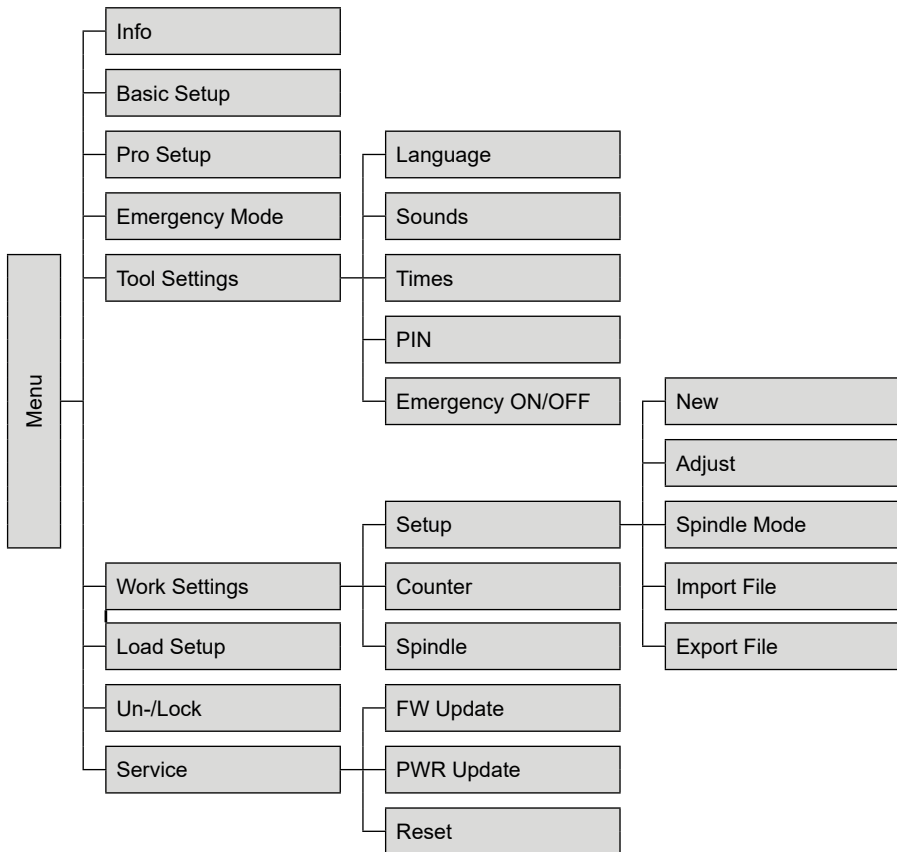 Info
Basic Setup
Pro Setup
Language
Emergency Mode
Sounds
Tool Settings
Times
PIN
Menu
Emergency ON/OFF
New
Adjust
Setup
Spindle Mode
Work Settings
Counter
Import File
Load Setup
Spindle
Export File
Un-/Lock
FW Update
Service
PWR Update
Reset